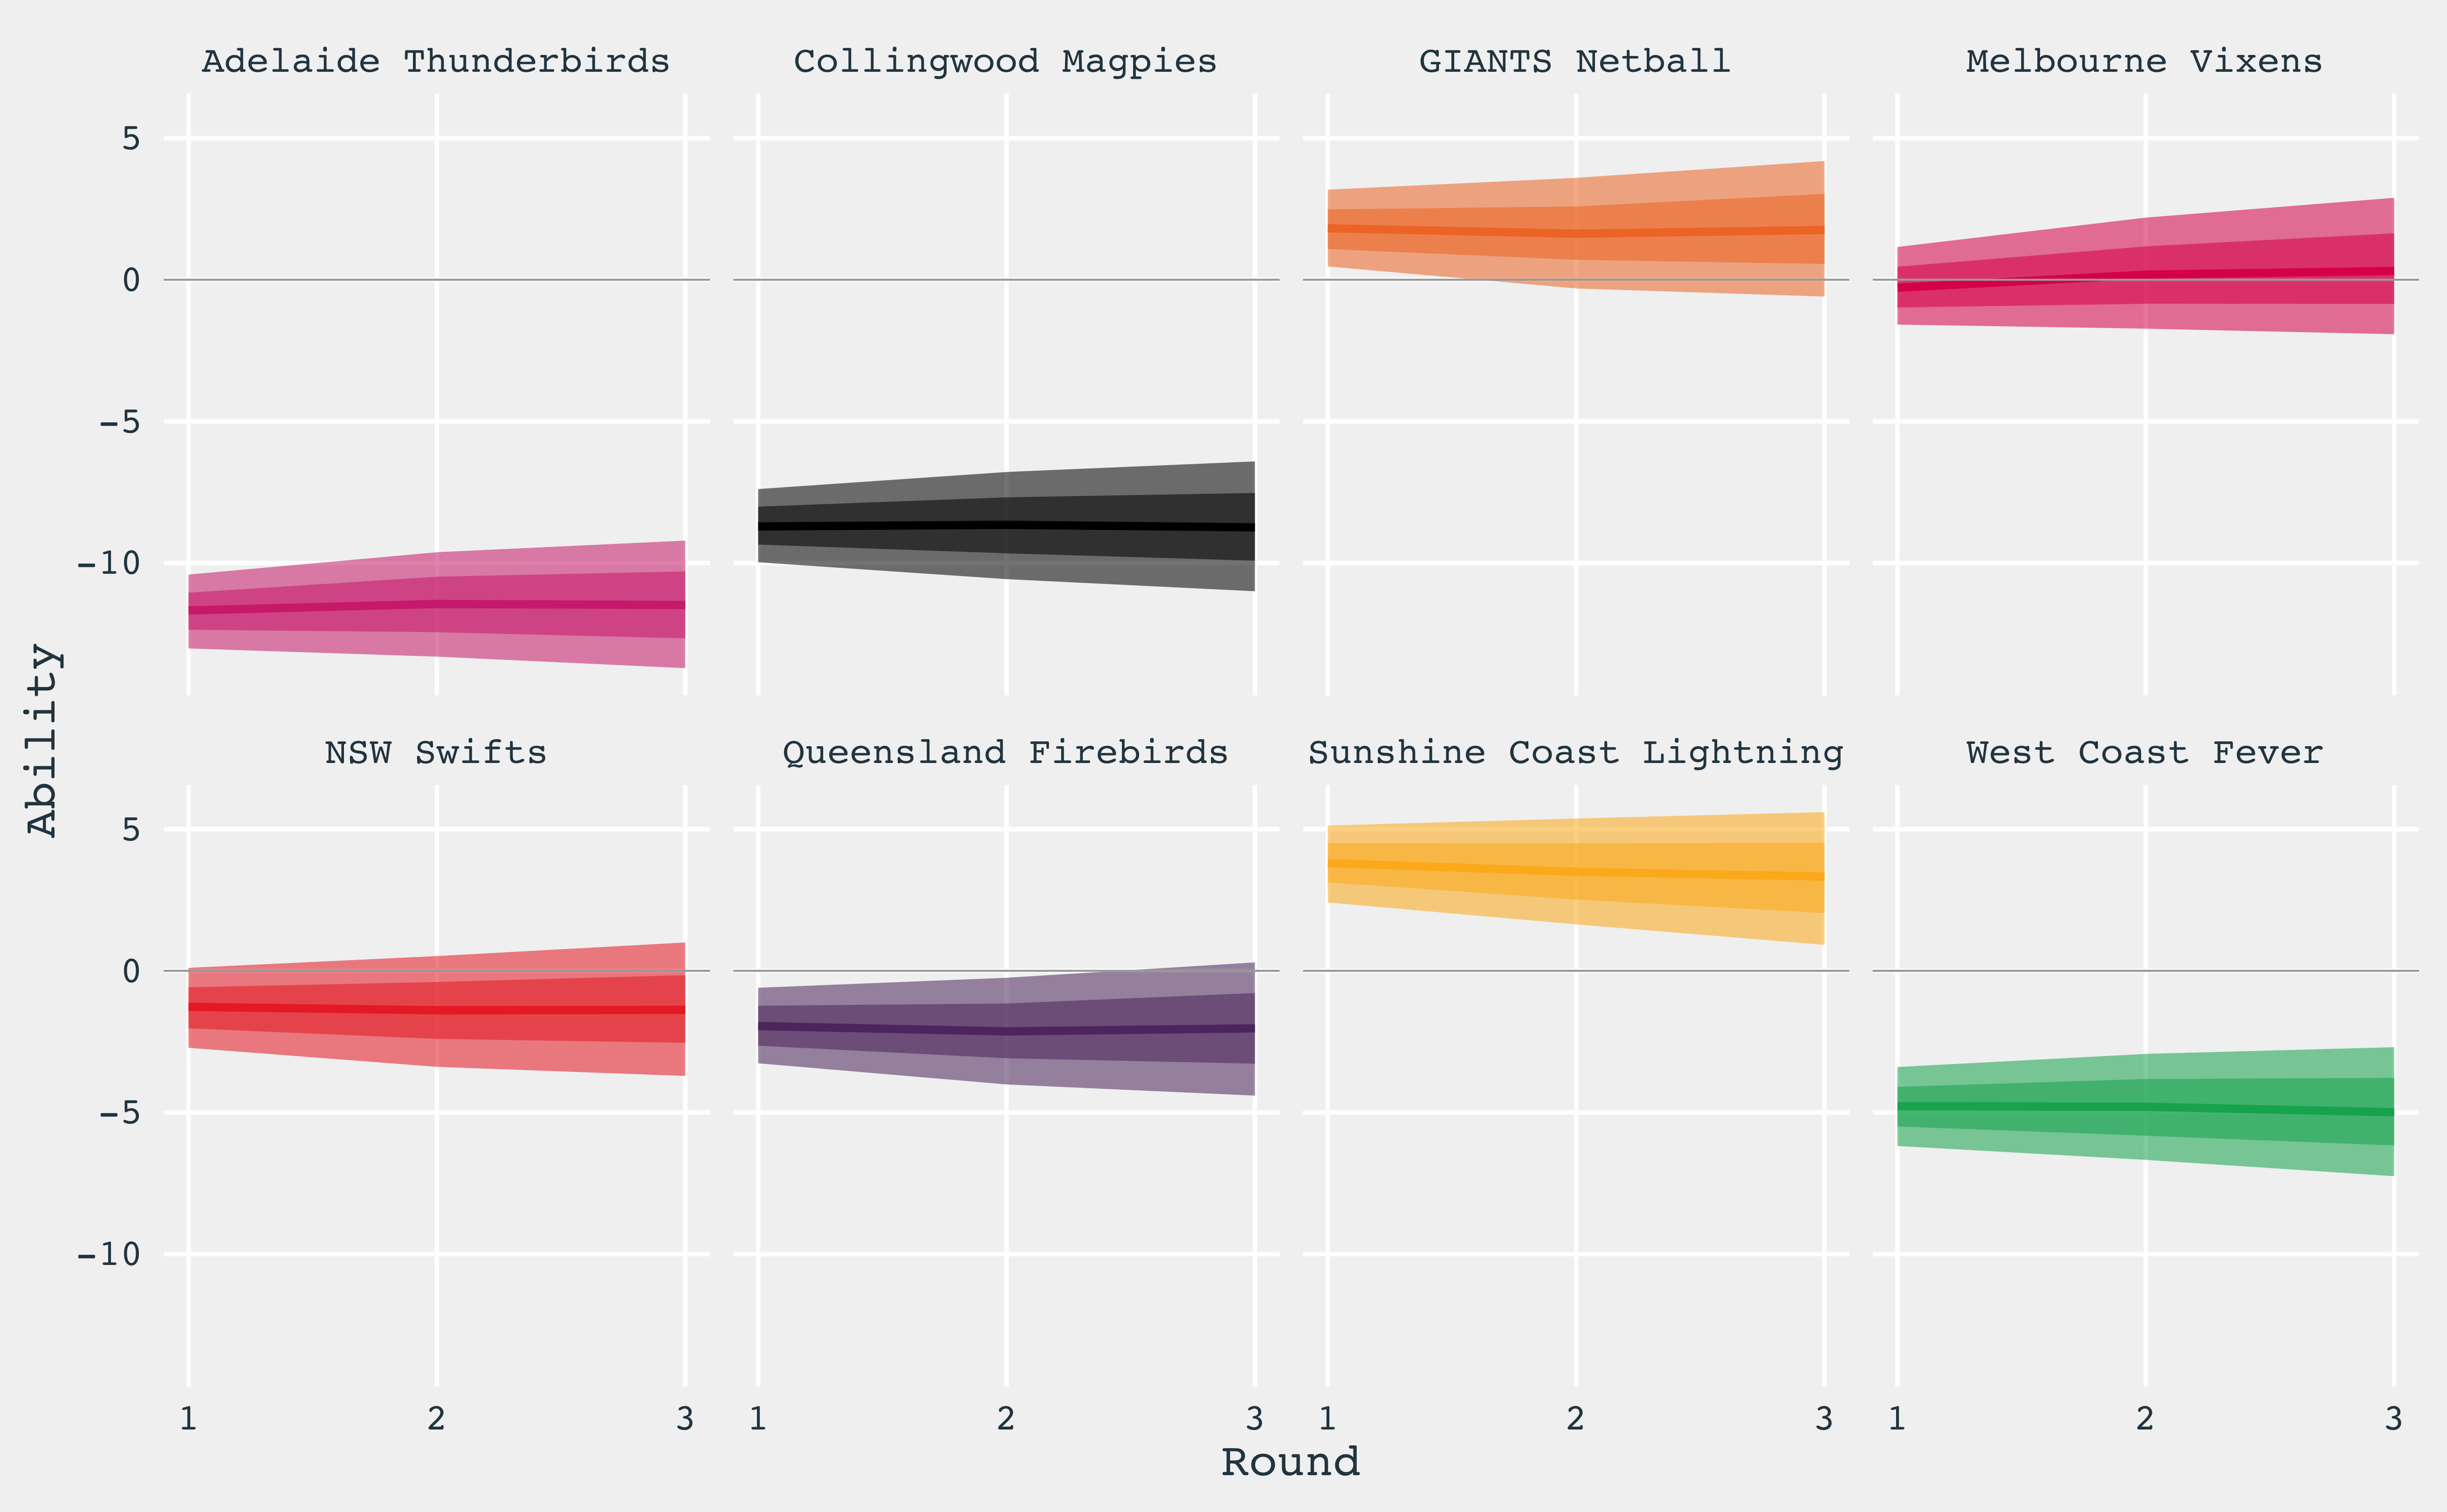 Adelaide Thunderbirds Collingwood Magpies GIANTS Netball Melbourne Vixens
5
0
-5
-10
Ability
NSW Swifts Queensland Firebirds Sunshine Coast Lightning West Coast Fever
5
0
-5
-10
1 2 3 1 2 3 1 2 3 1 2 3
Round